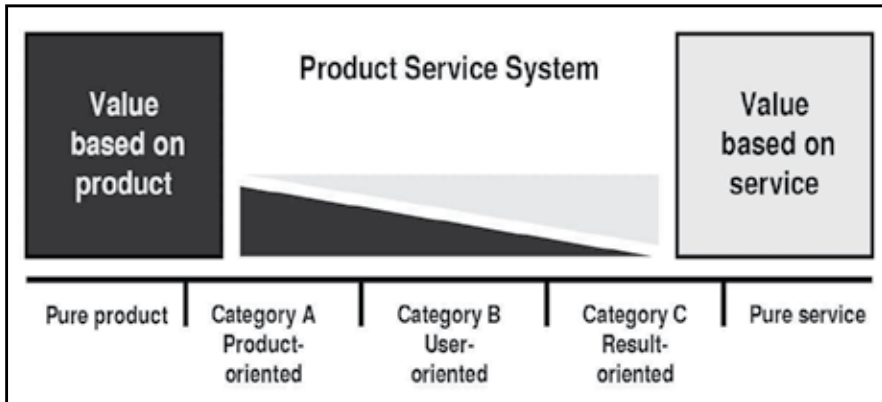 Product Service System
Value
based on
product
Value
based on
service
Pure product
Category A
Product-
oriented
Category B
User-
oriented
Category C
Result-
oriented
Pure service